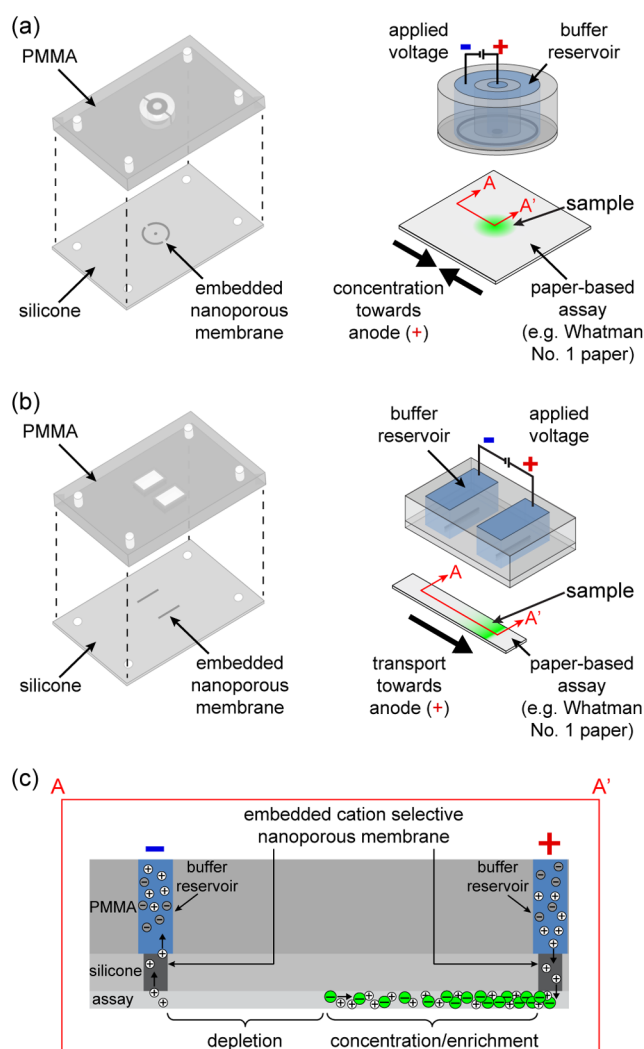 (a)
PMMA
silicone
embedded
nanoporous
membrane
applied
voltage
- +
buffer
reservoir
A
A'
sample
concentration
towards
anode (+)
paper-based
assay
(e.g. Whatman
No. 1 paper)
(b)
PMMA
silicone
embedded
nanoporous
membrane
buffer
reservoir
- +
applied
voltage
A
A'
sample
transport
towards
anode (+)
paper-based
assay
(e.g. Whatman
No. 1 paper)
(c)
A A'
embedded cation selective
nanoporous membrane
- +
buffer
reservoir
buffer
reservoir
PMMA
silicone
assay
depletion
concentration/enrichment